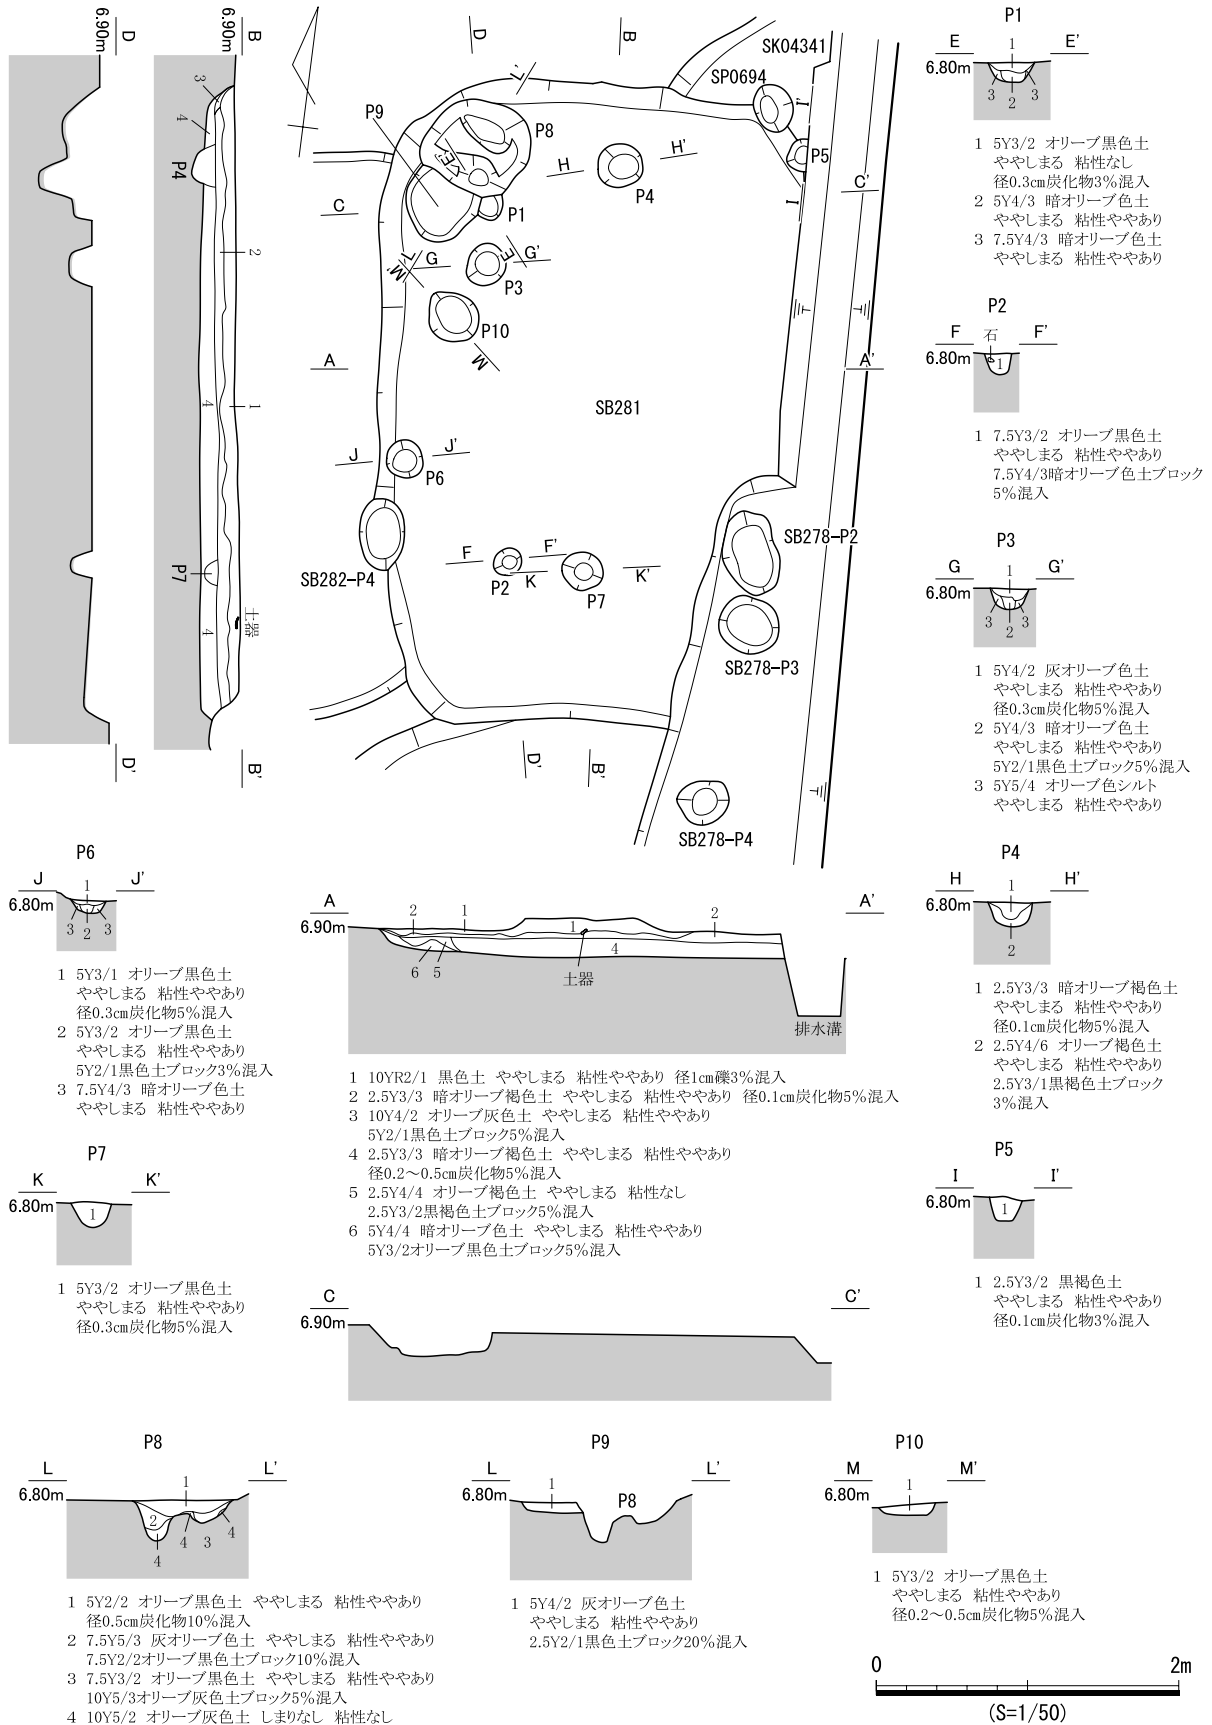 D
6.90m
B
6.90m
3
4
P4
2
1
4
P7
4
土器
D'
B'
D
B
L'
SK04341
SP0694
I'
P9
P8
H
H'
P4
P5
E'
C
C'
P1
I
L
M'
G
G'
E
P3
P10
M
A
A'
SB281
J
J'
P6
F
F'
P2
K
K'
P7
SB282-P4
SB278-P2
SB278-P3
D'
B'
SB278-P4
P1
E
E'
6.80m
1
3
2
3
1 5Y3/2 オリーブ黒色土
ややしまる 粘性なし
径0.3cm炭化物3%混入
2 5Y4/3 暗オリーブ色土
ややしまる 粘性ややあり
3 7.5Y4/3 暗オリーブ色土
ややしまる 粘性ややあり
P2
F
石
F'
6.80m
1
1 7.5Y3/2 オリーブ黒色土
ややしまる 粘性ややあり
7.5Y4/3暗オリーブ色土ブロック
5%混入
P3
G
G'
6.80m
1
3
2
3
1 5Y4/2 灰オリーブ色土
ややしまる 粘性ややあり
径0.3cm炭化物5%混入
2 5Y4/3 暗オリーブ色土
ややしまる 粘性ややあり
5Y2/1黒色土ブロック5%混入
3 5Y5/4 オリーブ色シルト
ややしまる 粘性ややあり
P6
J
J'
6.80m
1
3
2
3
1 5Y3/1 オリーブ黒色土
ややしまる 粘性ややあり
径0.3cm炭化物5%混入
2 5Y3/2 オリーブ黒色土
ややしまる 粘性ややあり
5Y2/1黒色土ブロック3%混入
3 7.5Y4/3 暗オリーブ色土
ややしまる 粘性ややあり
A
A'
6.90m
2
1
1
2
4
6
5
土器
排水溝
1 10YR2/1 黒色土 ややしまる 粘性ややあり 径1cm礫3%混入
2 2.5Y3/3 暗オリーブ褐色土 ややしまる 粘性ややあり 径0.1cm炭化物5%混入
3 10Y4/2 オリーブ灰色土 ややしまる 粘性ややあり
5Y2/1黒色土ブロック5%混入
4 2.5Y3/3 暗オリーブ褐色土 ややしまる 粘性ややあり
径0.2～0.5cm炭化物5%混入
5 2.5Y4/4 オリーブ褐色土 ややしまる 粘性なし
2.5Y3/2黒褐色土ブロック5%混入
6 5Y4/4 暗オリーブ色土 ややしまる 粘性ややあり
5Y3/2オリーブ黒色土ブロック5%混入
P4
H
H'
6.80m
1
2
1 2.5Y3/3 暗オリーブ褐色土
ややしまる 粘性ややあり
径0.1cm炭化物5%混入
2 2.5Y4/6 オリーブ褐色土
ややしまる 粘性ややあり
2.5Y3/1黒褐色土ブロック
3%混入
P7
K
K'
6.80m
1
1 5Y3/2 オリーブ黒色土
ややしまる 粘性ややあり
径0.3cm炭化物5%混入
P5
I
I'
6.80m
1
1 2.5Y3/2 黒褐色土
ややしまる 粘性ややあり
径0.1cm炭化物3%混入
C
C'
6.90m
P8
L
L'
6.80m
1
2
4
4
3
4
1 5Y2/2 オリーブ黒色土 ややしまる 粘性ややあり
径0.5cm炭化物10%混入
2 7.5Y5/3 灰オリーブ色土 ややしまる 粘性ややあり
7.5Y2/2オリーブ黒色土ブロック10%混入
3 7.5Y3/2 オリーブ黒色土 ややしまる 粘性ややあり
10Y5/3オリーブ灰色土ブロック5%混入
4 10Y5/2 オリーブ灰色土 しまりなし 粘性なし
P9
L
L'
6.80m
1
P8
1 5Y4/2 灰オリーブ色土
ややしまる 粘性ややあり
2.5Y2/1黒色土ブロック20%混入
P10
M
M'
6.80m
1
1 5Y3/2 オリーブ黒色土
ややしまる 粘性ややあり
径0.2～0.5cm炭化物5%混入
0
2m
(S=1/50)